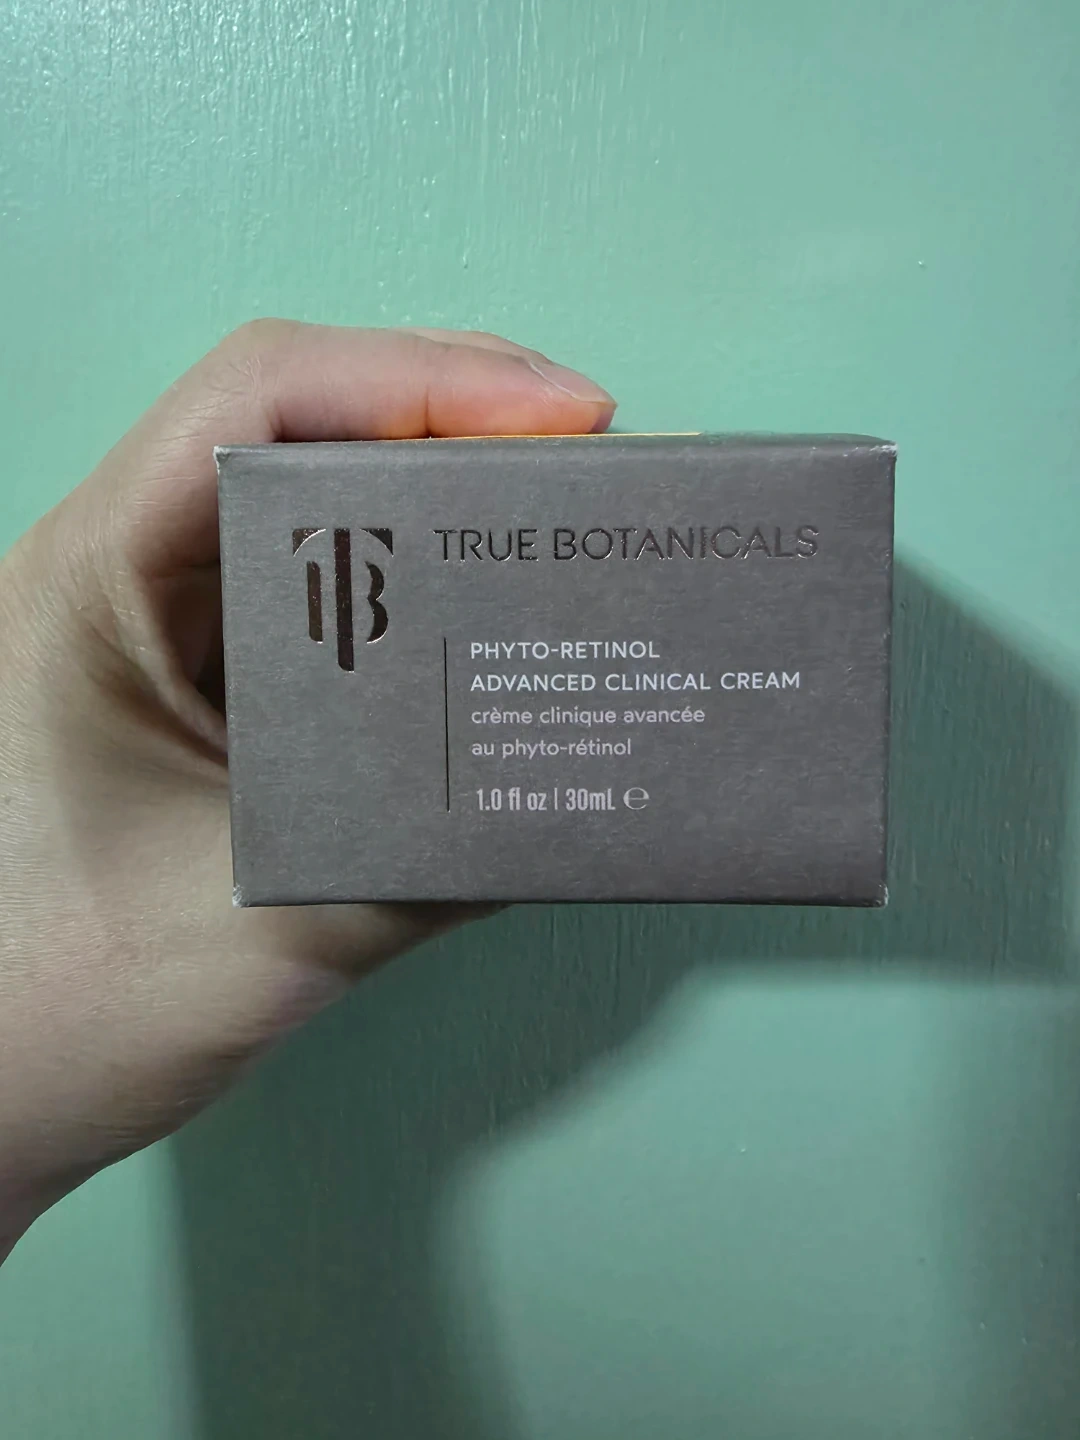 TB
TRUE BOTANICALS
PHYTO-RETINOL
ADVANCED CLINICAL CREAM
crème clinique avancée
au phyto-rétinol
1.0 fl oz | 30mL ℮